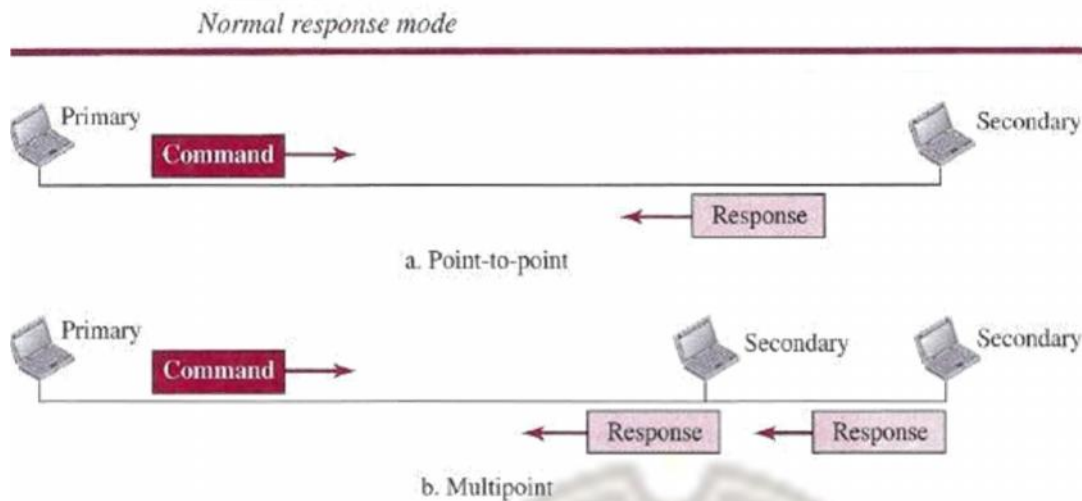 Normal response mode
Primary
Secondary
Command
Response
a. Point-to-point
Primary
Secondary
Secondary
Command
Response
Response
b. Multipoint